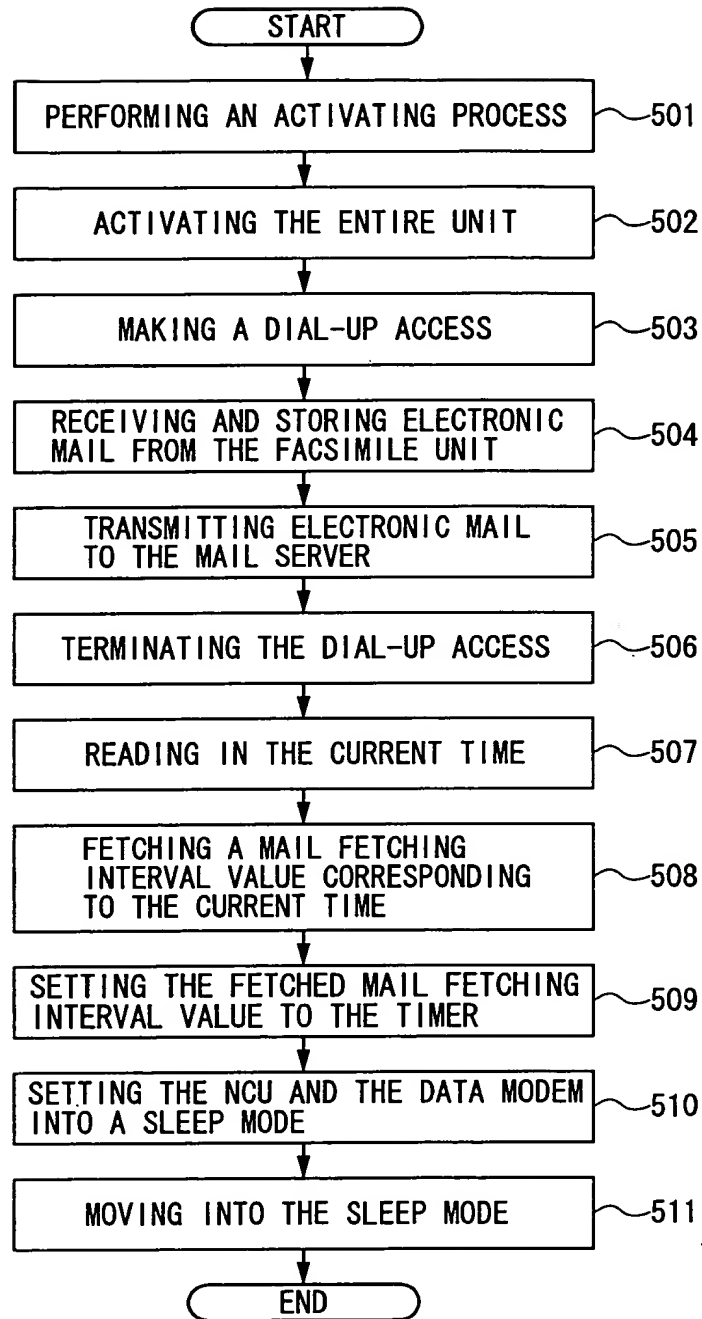 START
PERFORMING AN ACTIVATING PROCESS
501
ACTIVATING THE ENTIRE UNIT
502
MAKING A DIAL-UP ACCESS
503
RECEIVING AND STORING ELECTRONIC
MAIL FROM THE FACSIMILE UNIT
504
TRANSMITTING ELECTRONIC MAIL
TO THE MAIL SERVER
505
TERMINATING THE DIAL-UP ACCESS
506
READING IN THE CURRENT TIME
507
FETCHING A MAIL FETCHING
INTERVAL VALUE CORRESPONDING
TO THE CURRENT TIME
508
SETTING THE FETCHED MAIL FETCHING
INTERVAL VALUE TO THE TIMER
509
SETTING THE NCU AND THE DATA MODEM
INTO A SLEEP MODE
510
MOVING INTO THE SLEEP MODE
511
END